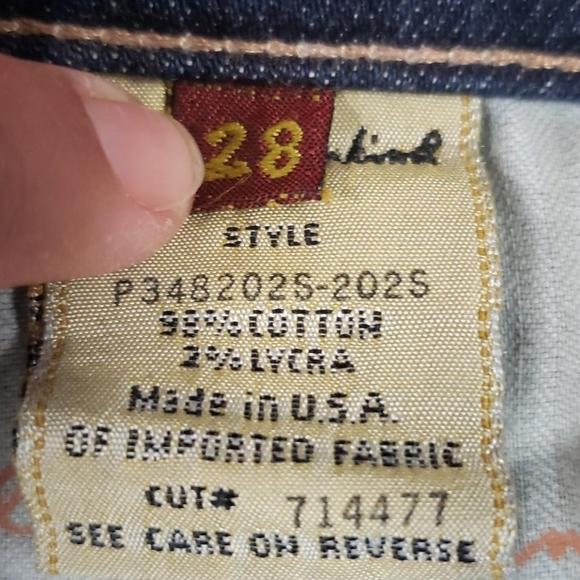 28
STYLE
P348202S-202S
98% COTTON
2% LYCRA
Made in U.S.A.
OF IMPORTED FABRIC
CUT# 714477
SEE CARE ON REVERSE